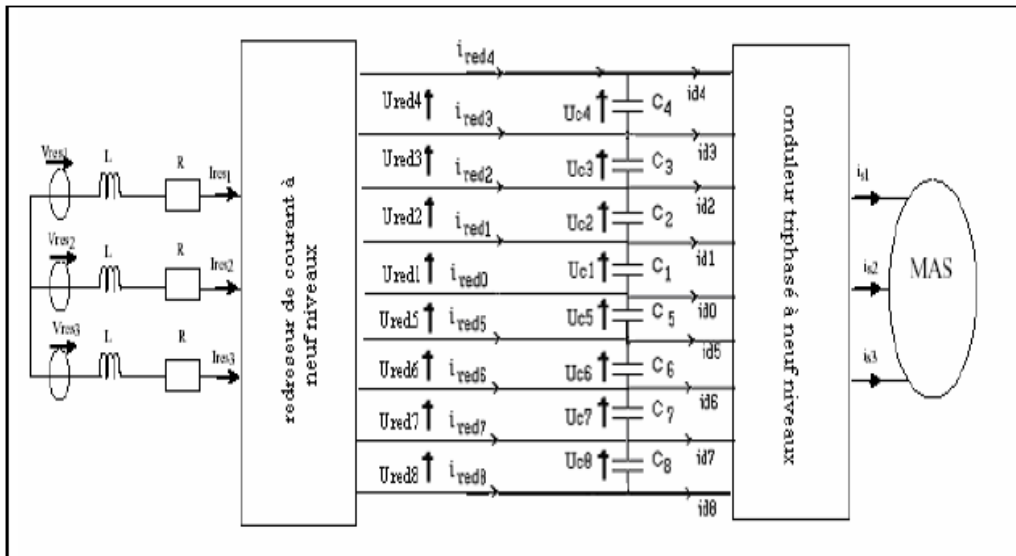 Vres1
L
R
Ires1
Vres2
L
R
Ires2
Vres3
L
R
Ires3
redresseur de courant à
neuf niveaux
ired4
Ured4
ired3
Ured3
ired2
Ured2
ired1
Ured1
ired0
Ured5
ired5
Ured6
ired6
Ured7
ired7
Ured8
ired8
Uc4
C4
id4
Uc3
C3
id3
Uc2
C2
id2
Uc1
C1
id1
Uc5
C5
id0
id5
Uc6
C6
id6
Uc7
C7
id7
Uc8
C8
id8
onduleur triphasé à neuf
niveaux
is1
is2
is3
MAS